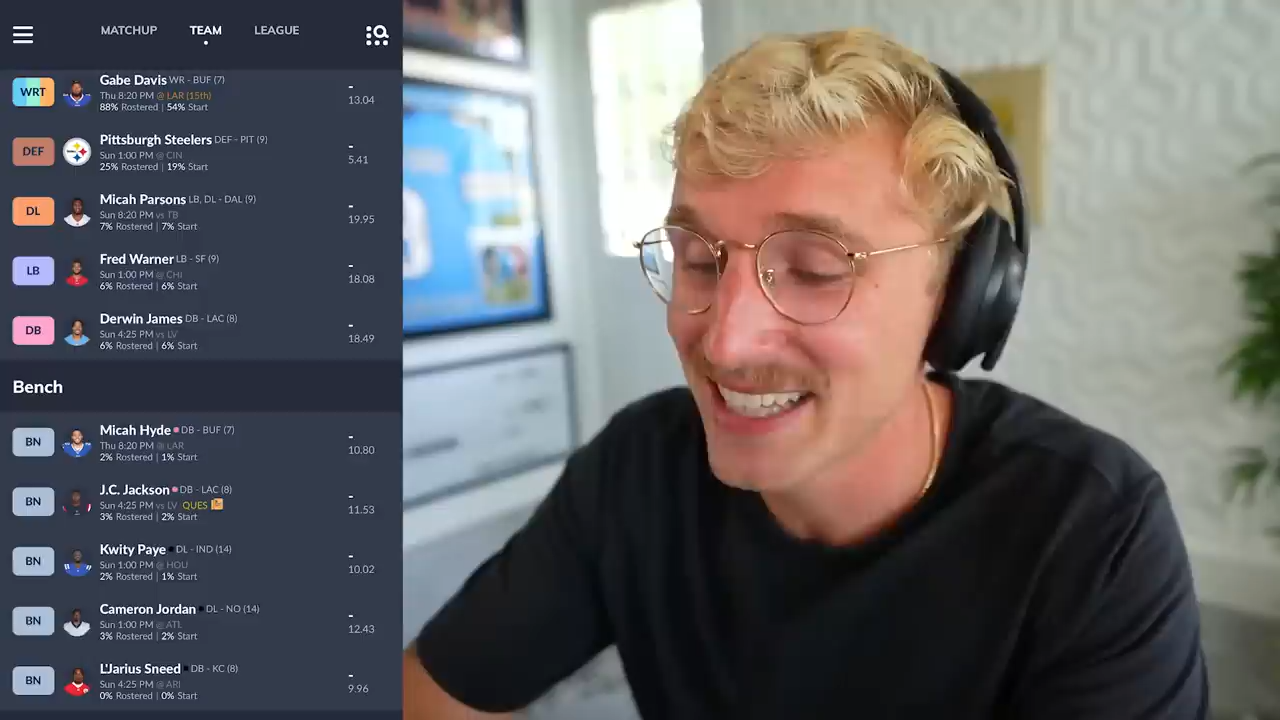 MATCHUP TEAM LEAGUE
WRT Gabe Davis WR - BUF (7) -
Thu 8:20 PM @ LAR (15th) 13.04
88% Rostered | 54% Start
DEF Pittsburgh Steelers DEF - PIT (9) -
Sun 1:00 PM @ CIN 5.41
25% Rostered | 19% Start
DL Micah Parsons LB, DL - DAL (9) -
Sun 8:20 PM vs TB 19.95
7% Rostered | 7% Start
LB Fred Warner LB - SF (9) -
Sun 1:00 PM @ CHI 18.08
6% Rostered | 6% Start
DB Derwin James DB - LAC (8) -
Sun 4:25 PM vs LV 18.49
6% Rostered | 6% Start
Bench
BN Micah Hyde DB - BUF (7) -
Thu 8:20 PM @ LAR 10.80
2% Rostered | 1% Start
BN J.C. Jackson DB - LAC (8) -
Sun 4:25 PM vs LV QUES 11.53
3% Rostered | 2% Start
BN Kwity Paye DL - IND (14) -
Sun 1:00 PM @ HOU 10.02
2% Rostered | 1% Start
BN Cameron Jordan DL - NO (14) -
Sun 1:00 PM @ ATL 12.43
3% Rostered | 2% Start
BN L'Jarius Sneed DB - KC (8) -
Sun 4:25 PM @ ARI 9.96
0% Rostered | 0% Start